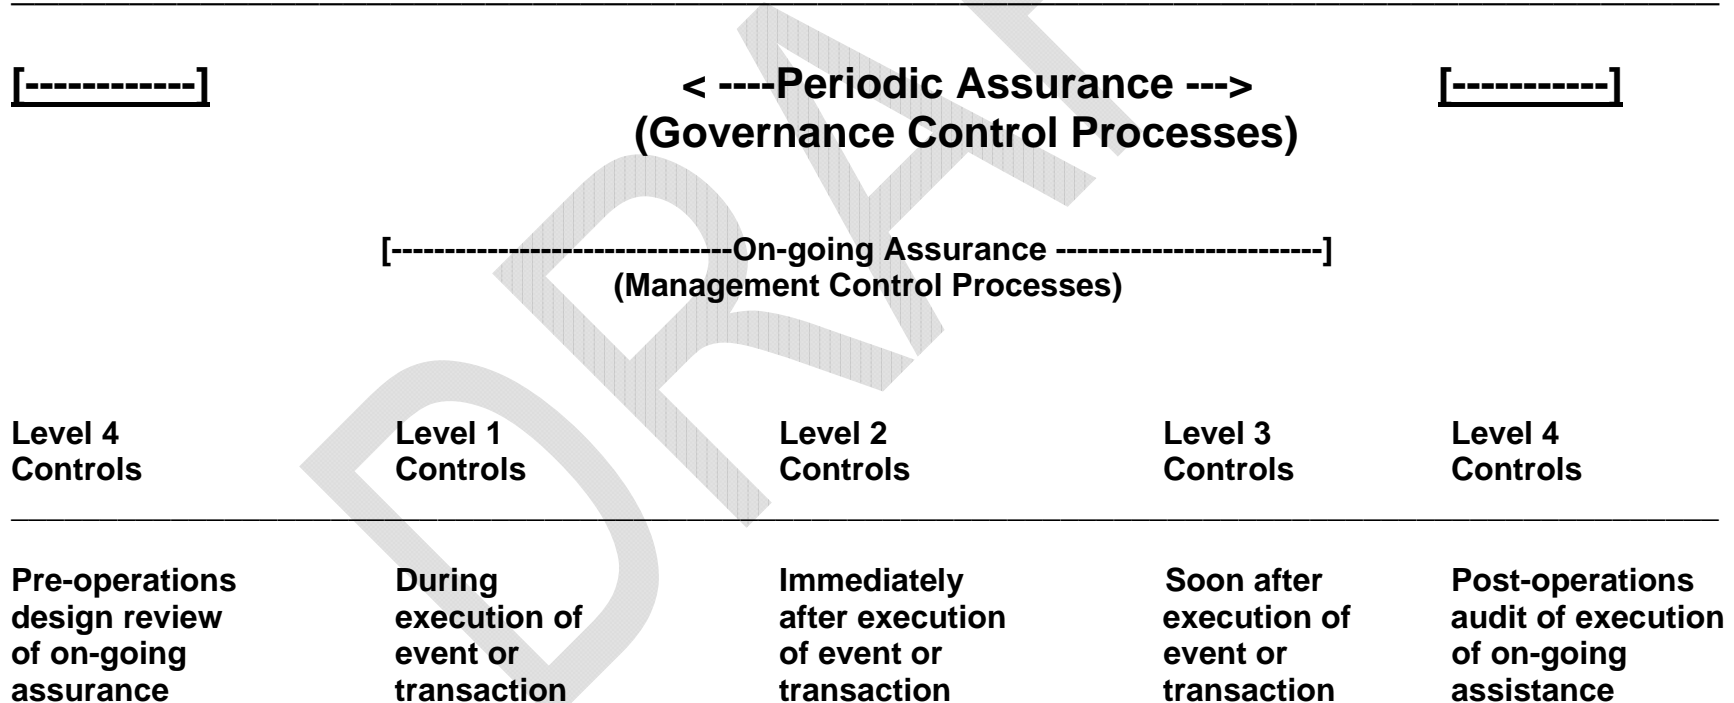 [------------] < ----Periodic Assurance ---> [-----------]
(Governance Control Processes)
[--------------------------------On-going Assurance -------------------------]
(Management Control Processes)
Level 4 Level 1 Level 2 Level 3 Level 4
Controls Controls Controls Controls Controls
Pre-operations During Immediately Soon after Post-operations
design review execution of after execution execution of audit of execution
of on-going event or of event or event or of on-going
assurance transaction transaction transaction assistance
DRA